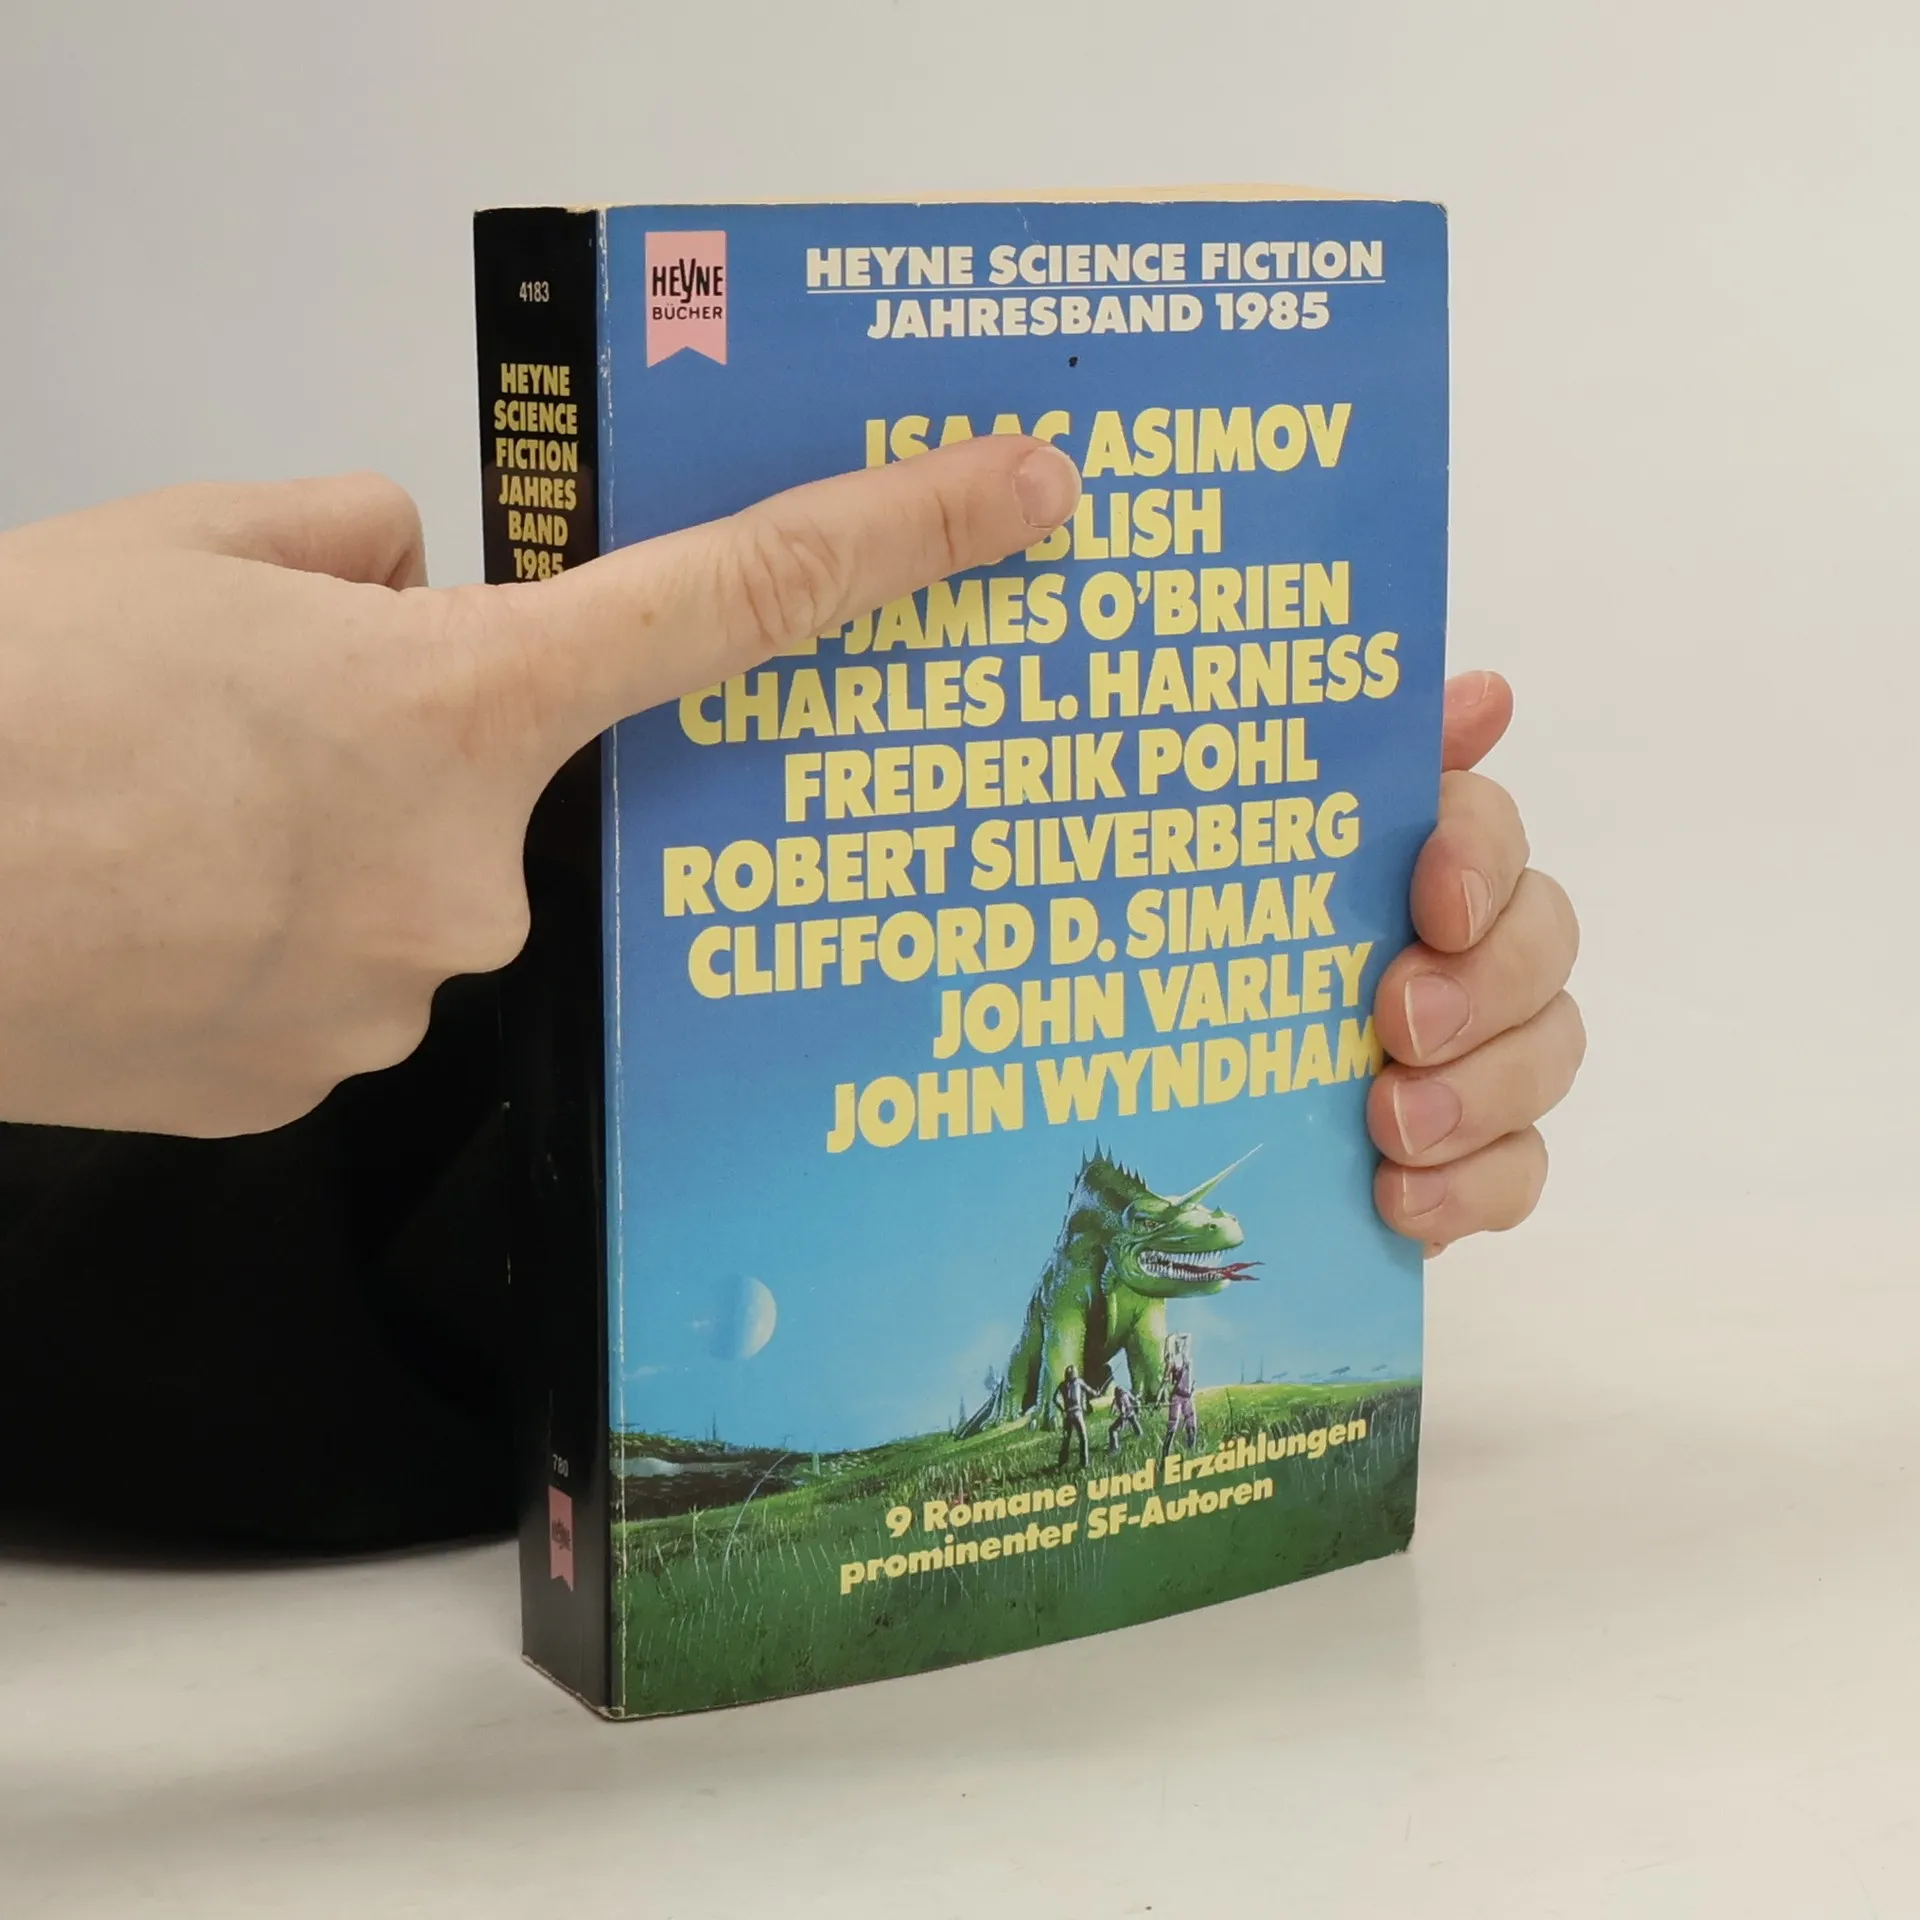 4183
HEYNE
SCIENCE
FICTION
JAHRES
BAND
1985
780
HEYNE
HEYNE
BÜCHER
HEYNE SCIENCE FICTION
JAHRESBAND 1985
ISAAC ASIMOV
BLISH
JAMES O'BRIEN
CHARLES L. HARNESS
FREDERIK POHL
ROBERT SILVERBERG
CLIFFORD D. SIMAK
JOHN VARLEY
JOHN WYNDHAM
9 Romane und Erzählungen
prominenter SF-Autoren